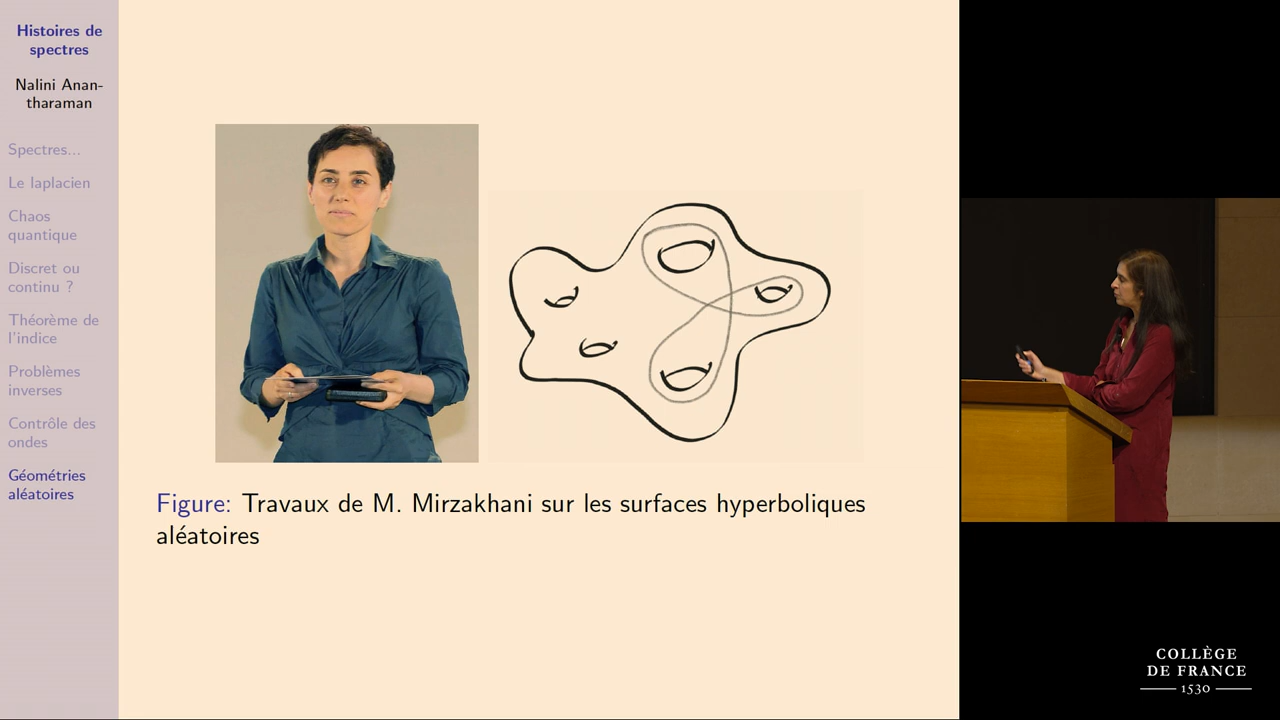 Histoires de
spectres
Nalini Anan-
tharaman
Spectres...
Le laplacien
Chaos
quantique
Discret ou
continu ?
Théorème de
l'indice
Problèmes
inverses
Contrôle des
ondes
Géométries
aléatoires
Figure: Travaux de M. Mirzakhani sur les surfaces hyperboliques
aléatoires
COLLÈGE
DE FRANCE
1530